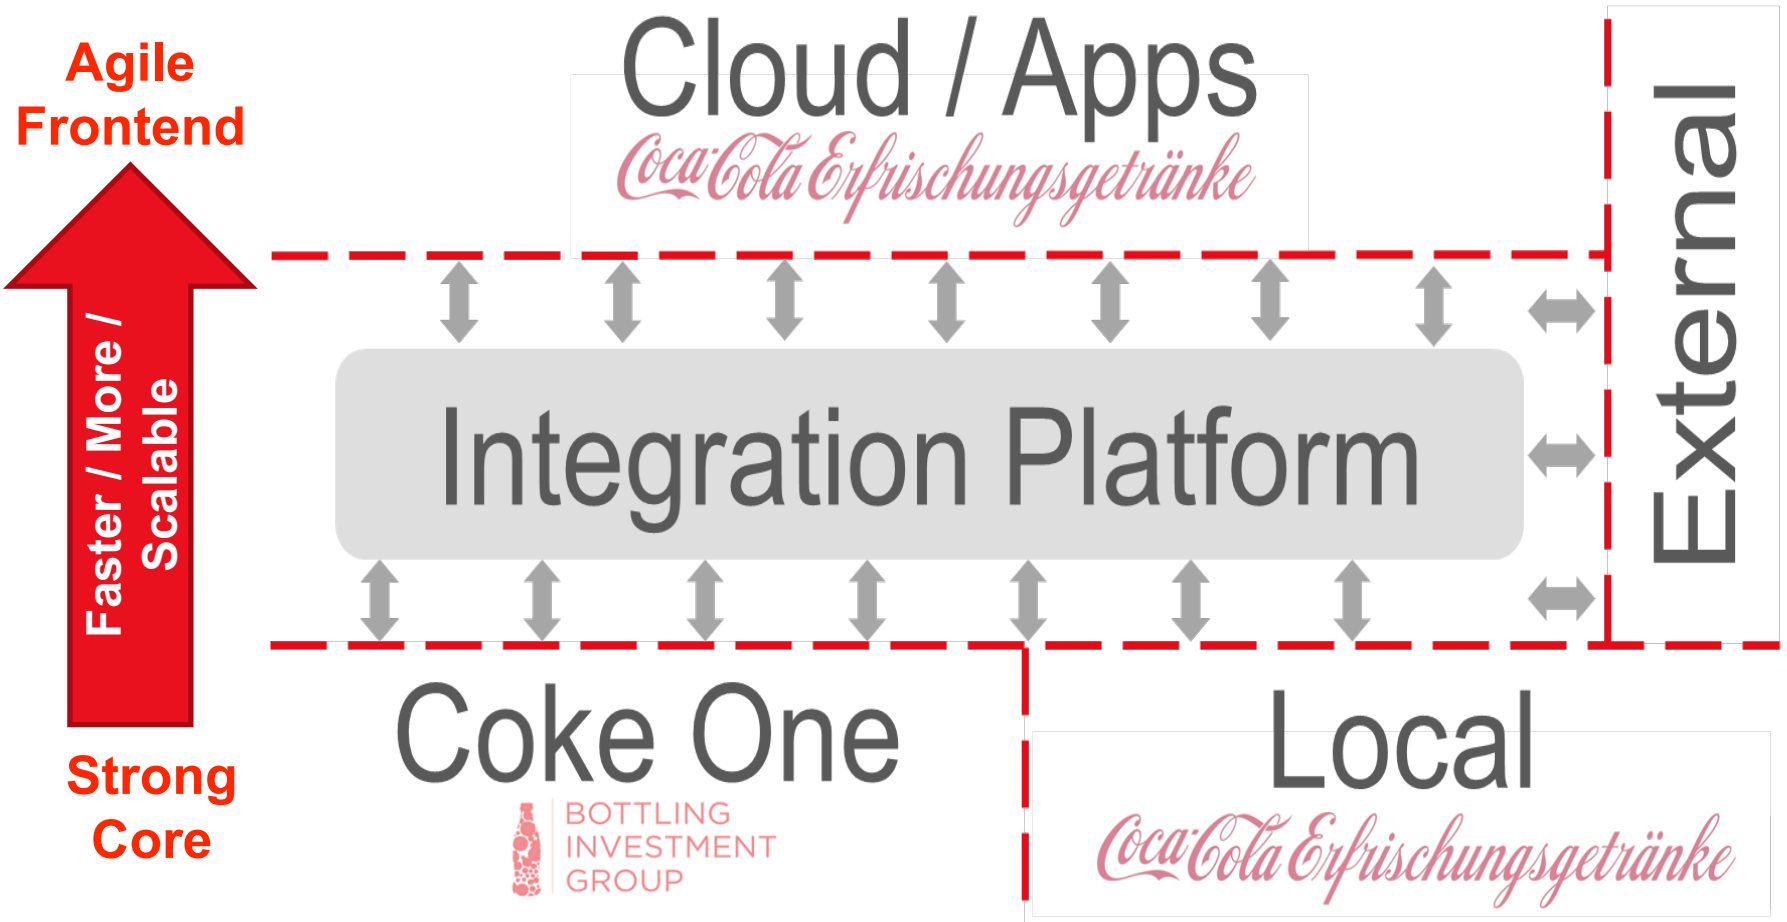 Agile
Frontend
Faster / More /
Scalable
Strong
Core
Cloud / Apps
Coca-Cola Erfrischungsgetränke
Integration Platform
External
Coke One
BOTTLING
INVESTMENT
GROUP
Local
Coca-Cola Erfrischungsgetränke